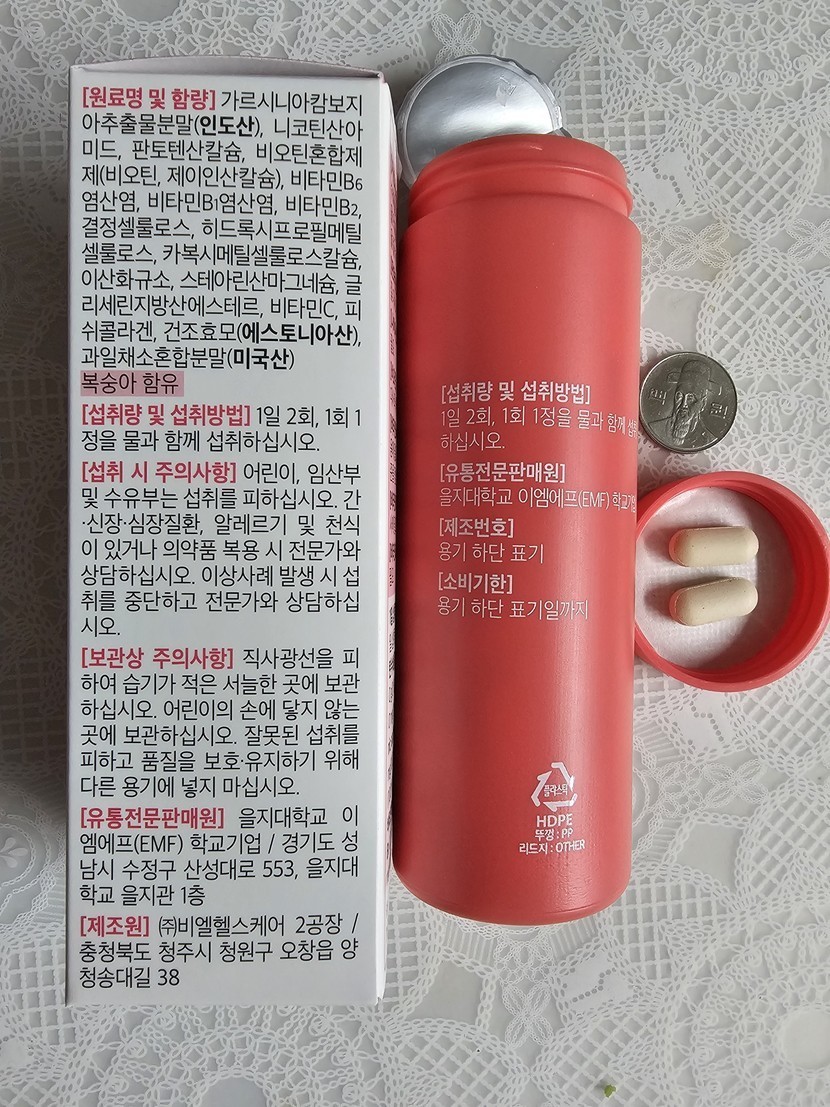 [원료명 및 함량] 가르시니아캄보지
아추출물분말(인도산), 니코틴산아
미드, 판토텐산칼슘, 비오틴혼합제
제(비오틴, 제이인산칼슘), 비타민B6
염산염, 비타민B1염산염, 비타민B2,
결정셀룰로스, 히드록시프로필메틸
셀룰로스, 카복시메틸셀룰로스칼슘,
이산화규소, 스테아린산마그네슘, 글
리세린지방산에스테르, 비타민C, 피
쉬콜라겐, 건조효모(에스토니아산),
과일채소혼합분말(미국산)
복숭아 함유
[섭취량 및 섭취방법] 1일 2회, 1회 1
정을 물과 함께 섭취하십시오.
[섭취 시 주의사항] 어린이, 임산부
및 수유부는 섭취를 피하십시오. 간
·신장·심장질환, 알레르기 및 천식
이 있거나 의약품 복용 시 전문가와
상담하십시오. 이상사례 발생 시 섭
취를 중단하고 전문가와 상담하십
시오.
[보관상 주의사항] 직사광선을 피
하여 습기가 적은 서늘한 곳에 보관
하십시오. 어린이의 손에 닿지 않는
곳에 보관하십시오. 잘못된 섭취를
피하고 품질을 보호·유지하기 위해
다른 용기에 넣지 마십시오.
[유통전문판매원] 을지대학교 이
엠에프(EMF) 학교기업 / 경기도 성
남시 수정구 산성대로 553, 을지대
학교 을지관 1층
[제조원] ㈜비엘헬스케어 2공장 /
충청북도 청주시 청원구 오창읍 양
청송대길 38
[섭취량 및 섭취방법]
1일 2회, 1회 1정을 물과 함께 섭취
하십시오.
[유통전문판매원]
을지대학교 이엠에프(EMF) 학교기업
[제조번호]
용기 하단 표기
[소비기한]
용기 하단 표기일까지
플라스틱
HDPE
뚜껑 : PP
리드지 : OTHER
백 원